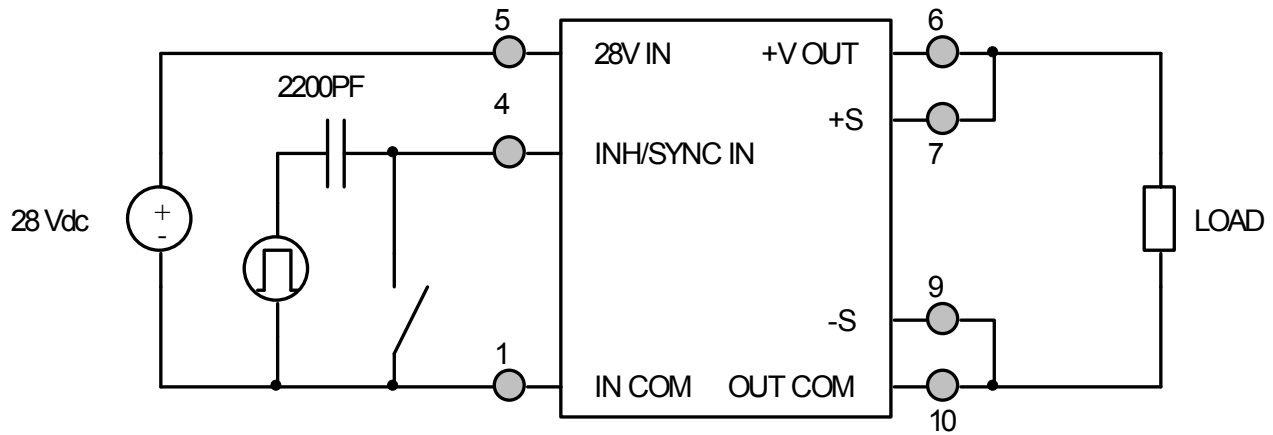 5
6
28V IN
+V OUT
2200PF
4
+S
7
INH/SYNC IN
28 Vdc
+
-
LOAD
9
-S
1
IN COM
OUT COM
10